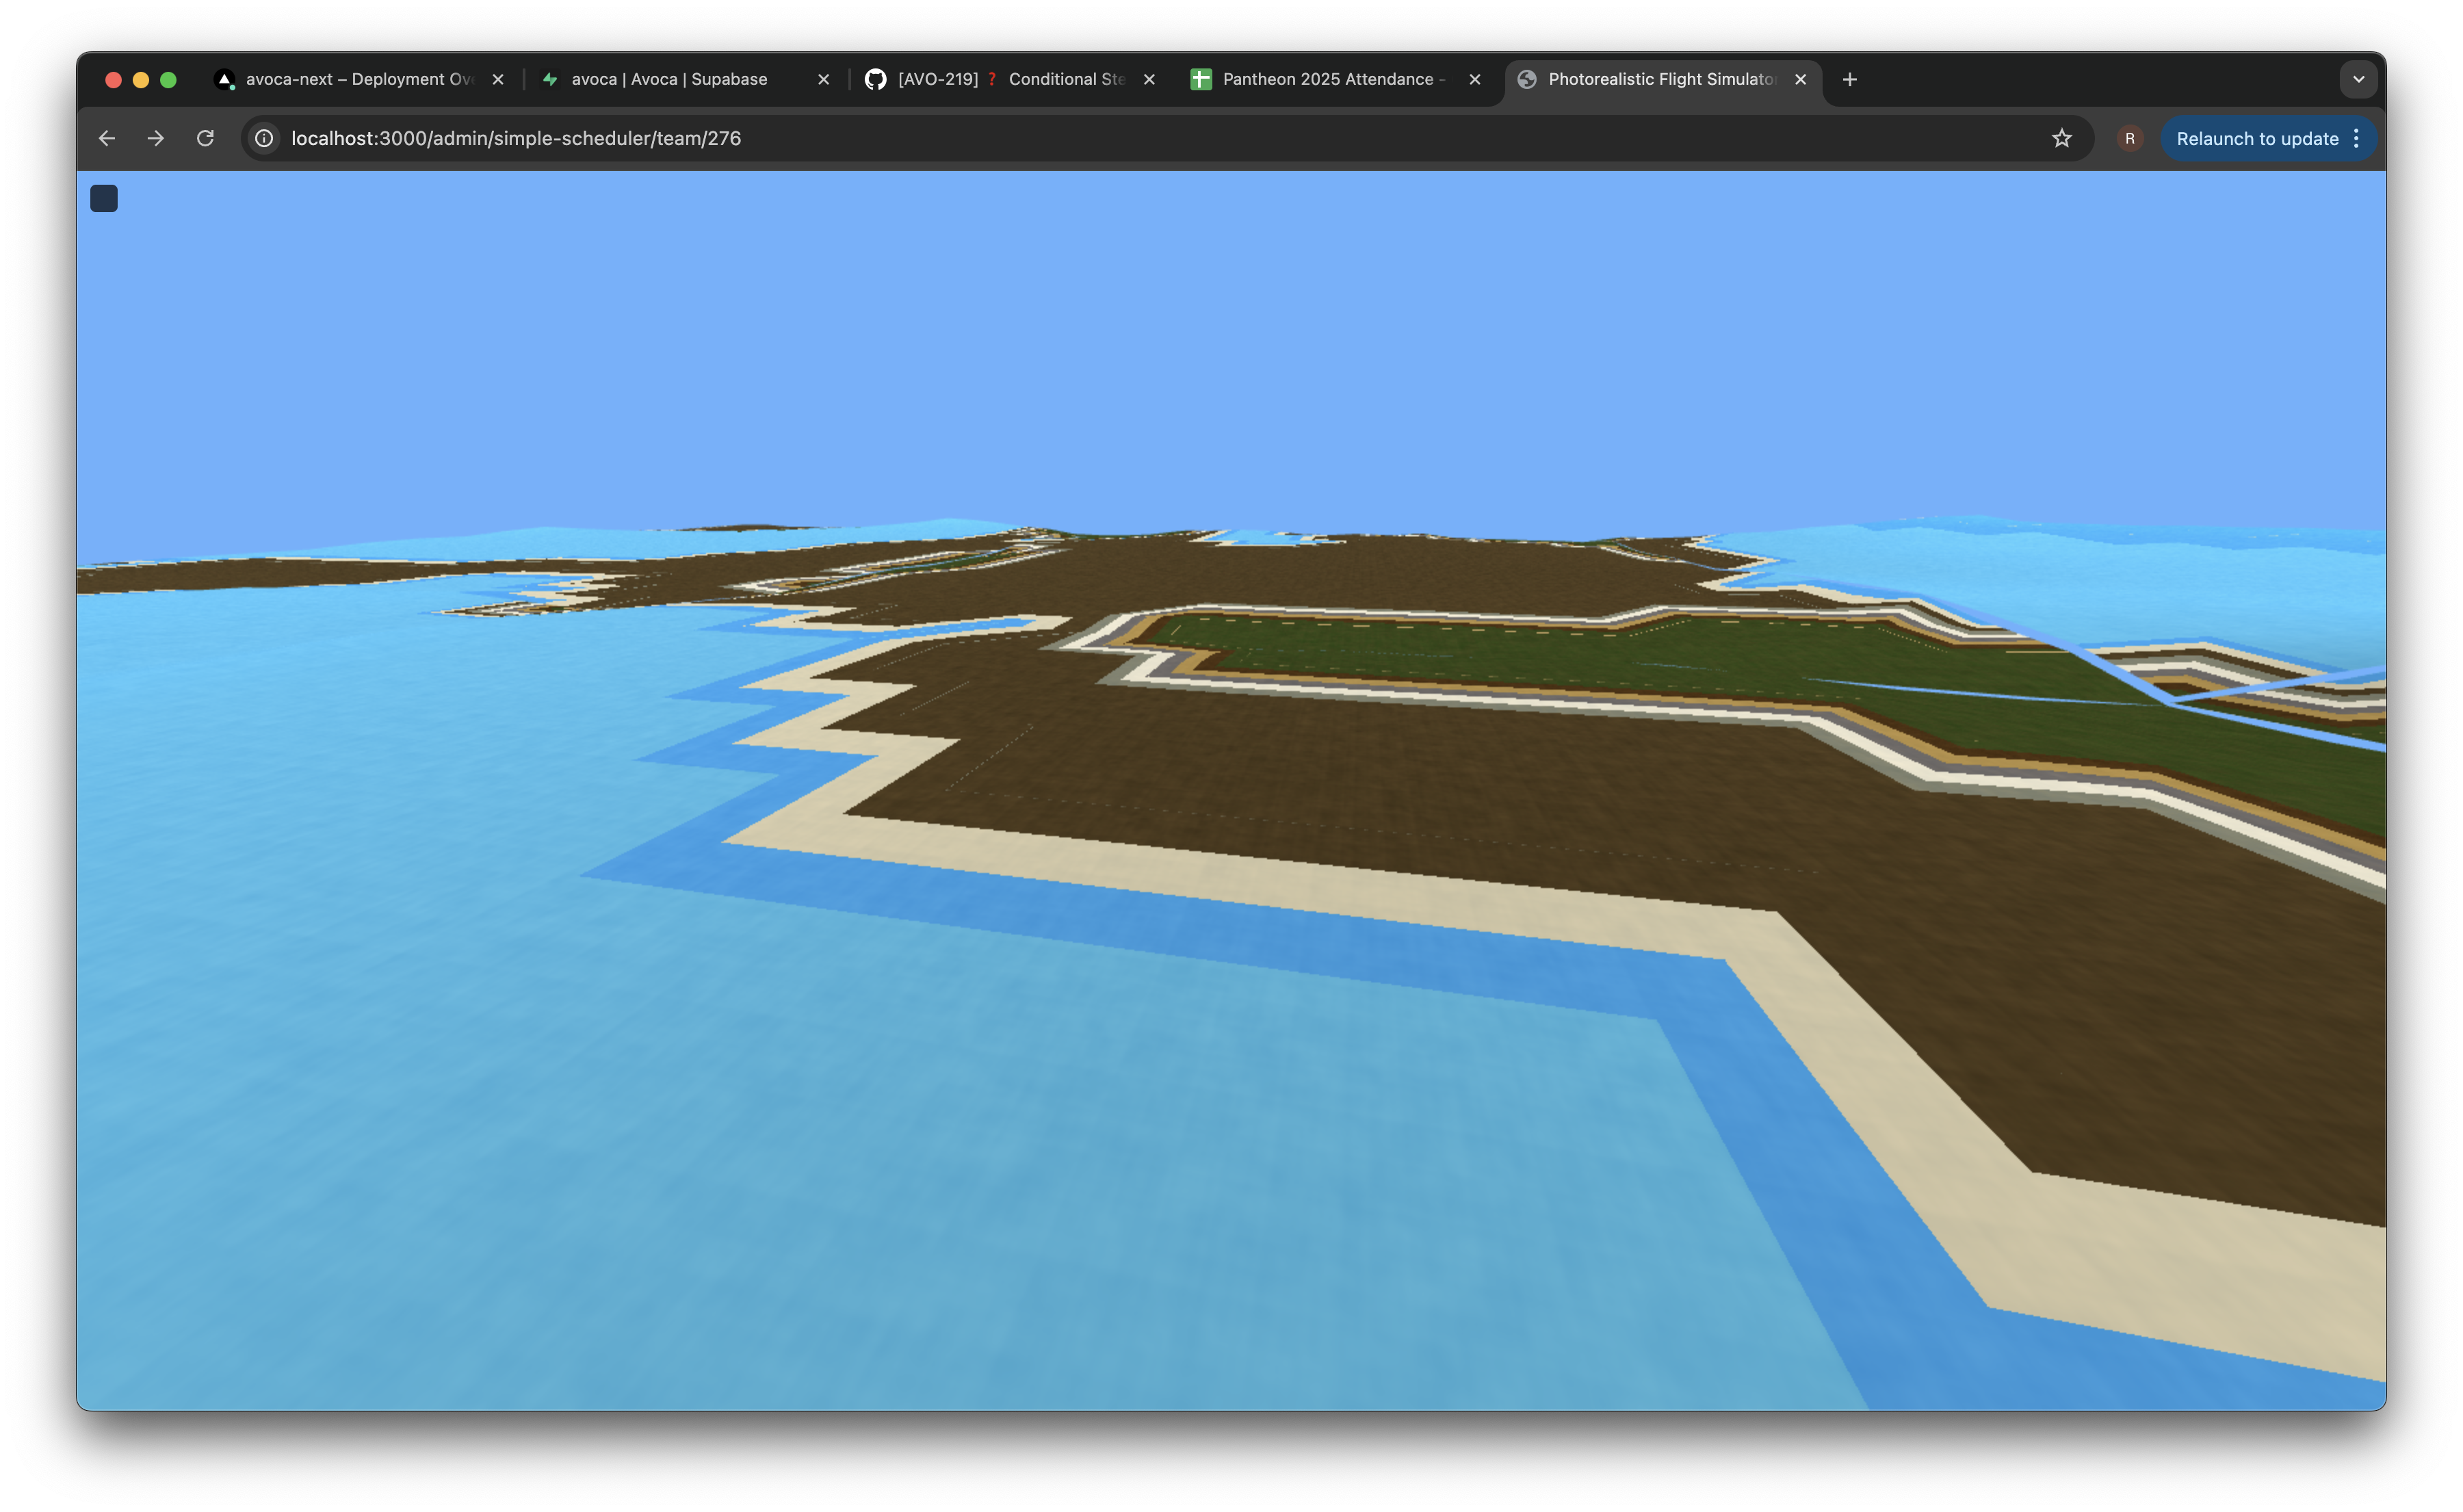 avoca-next – Deployment Ov
avoca | Avoca | Supabase
[AVO-219] ❓ Conditional Ste
Pantheon 2025 Attendance -
Photorealistic Flight Simulator
localhost:3000/admin/simple-scheduler/team/276
R
Relaunch to update